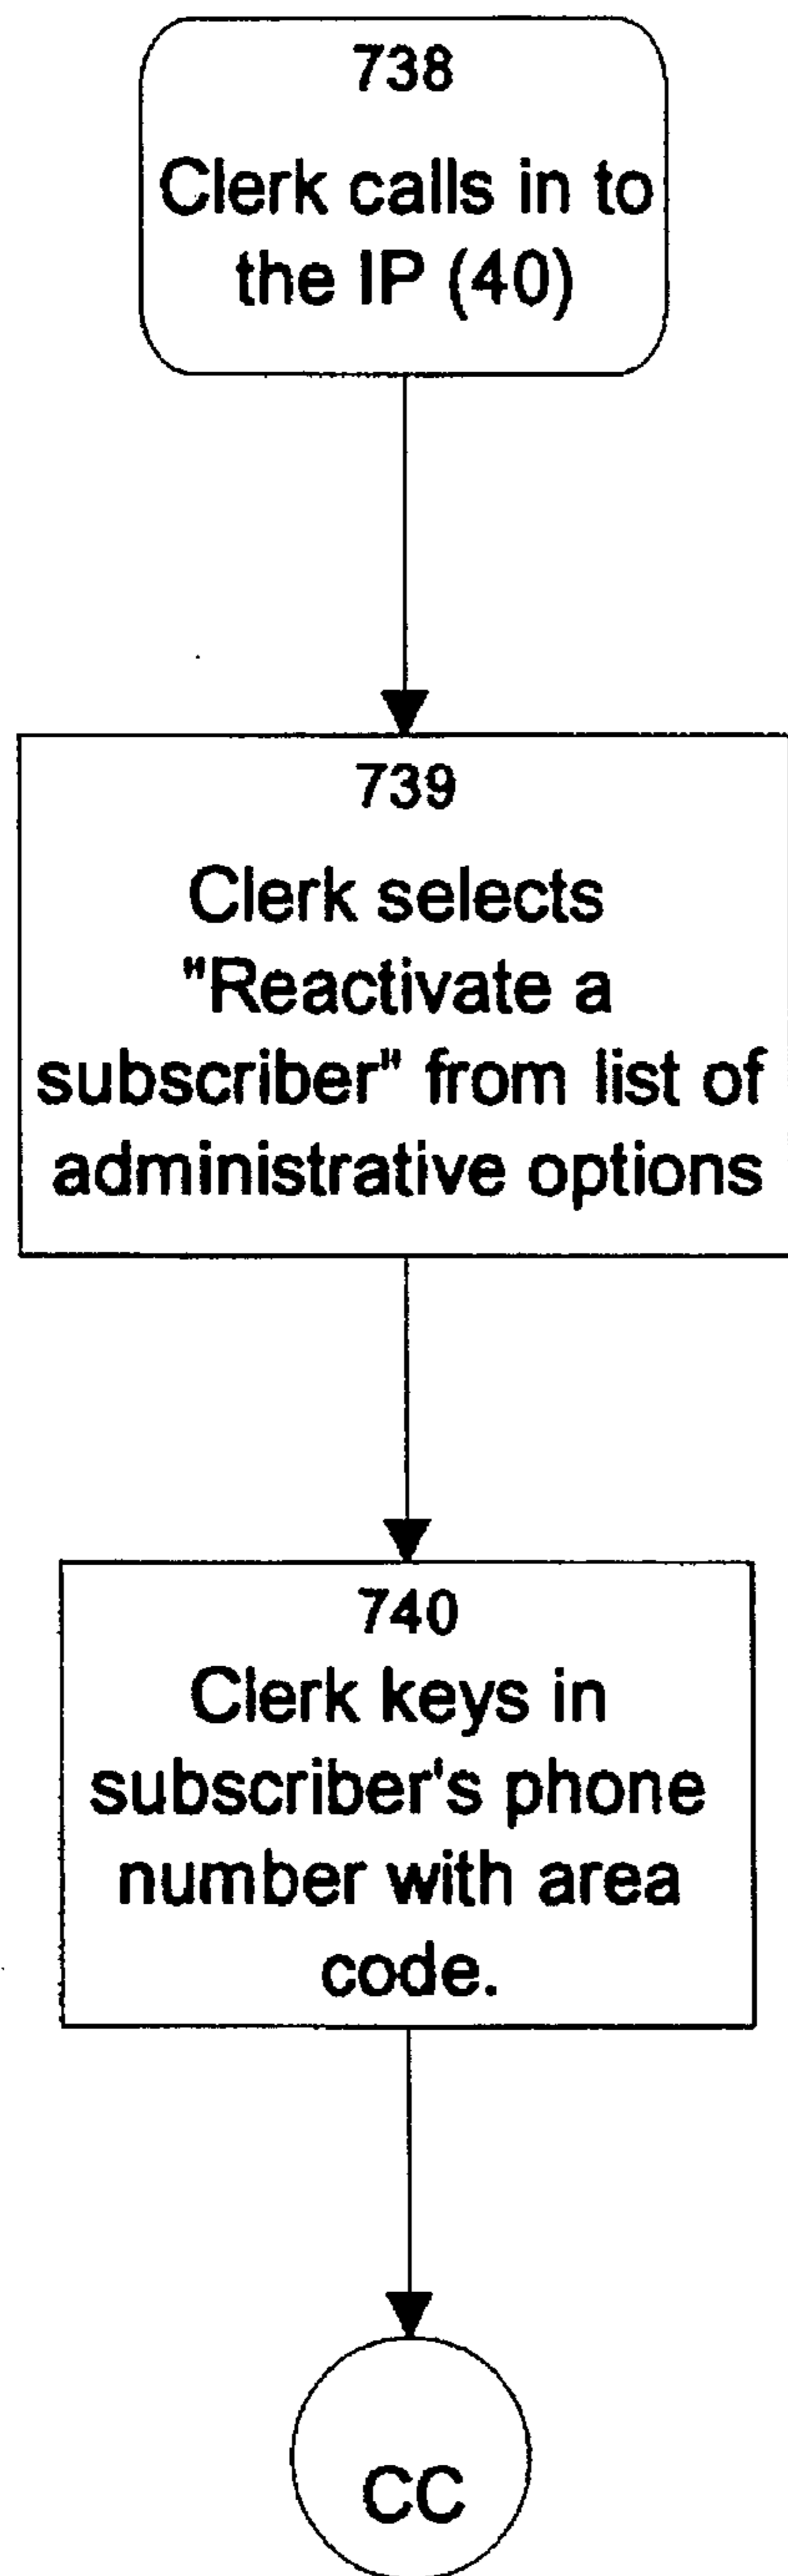 738
Clerk calls in to
the IP (40)
739
Clerk selects
"Reactivate a
subscriber" from list of
administrative options
740
Clerk keys in
subscriber's phone
number with area
code.
CC